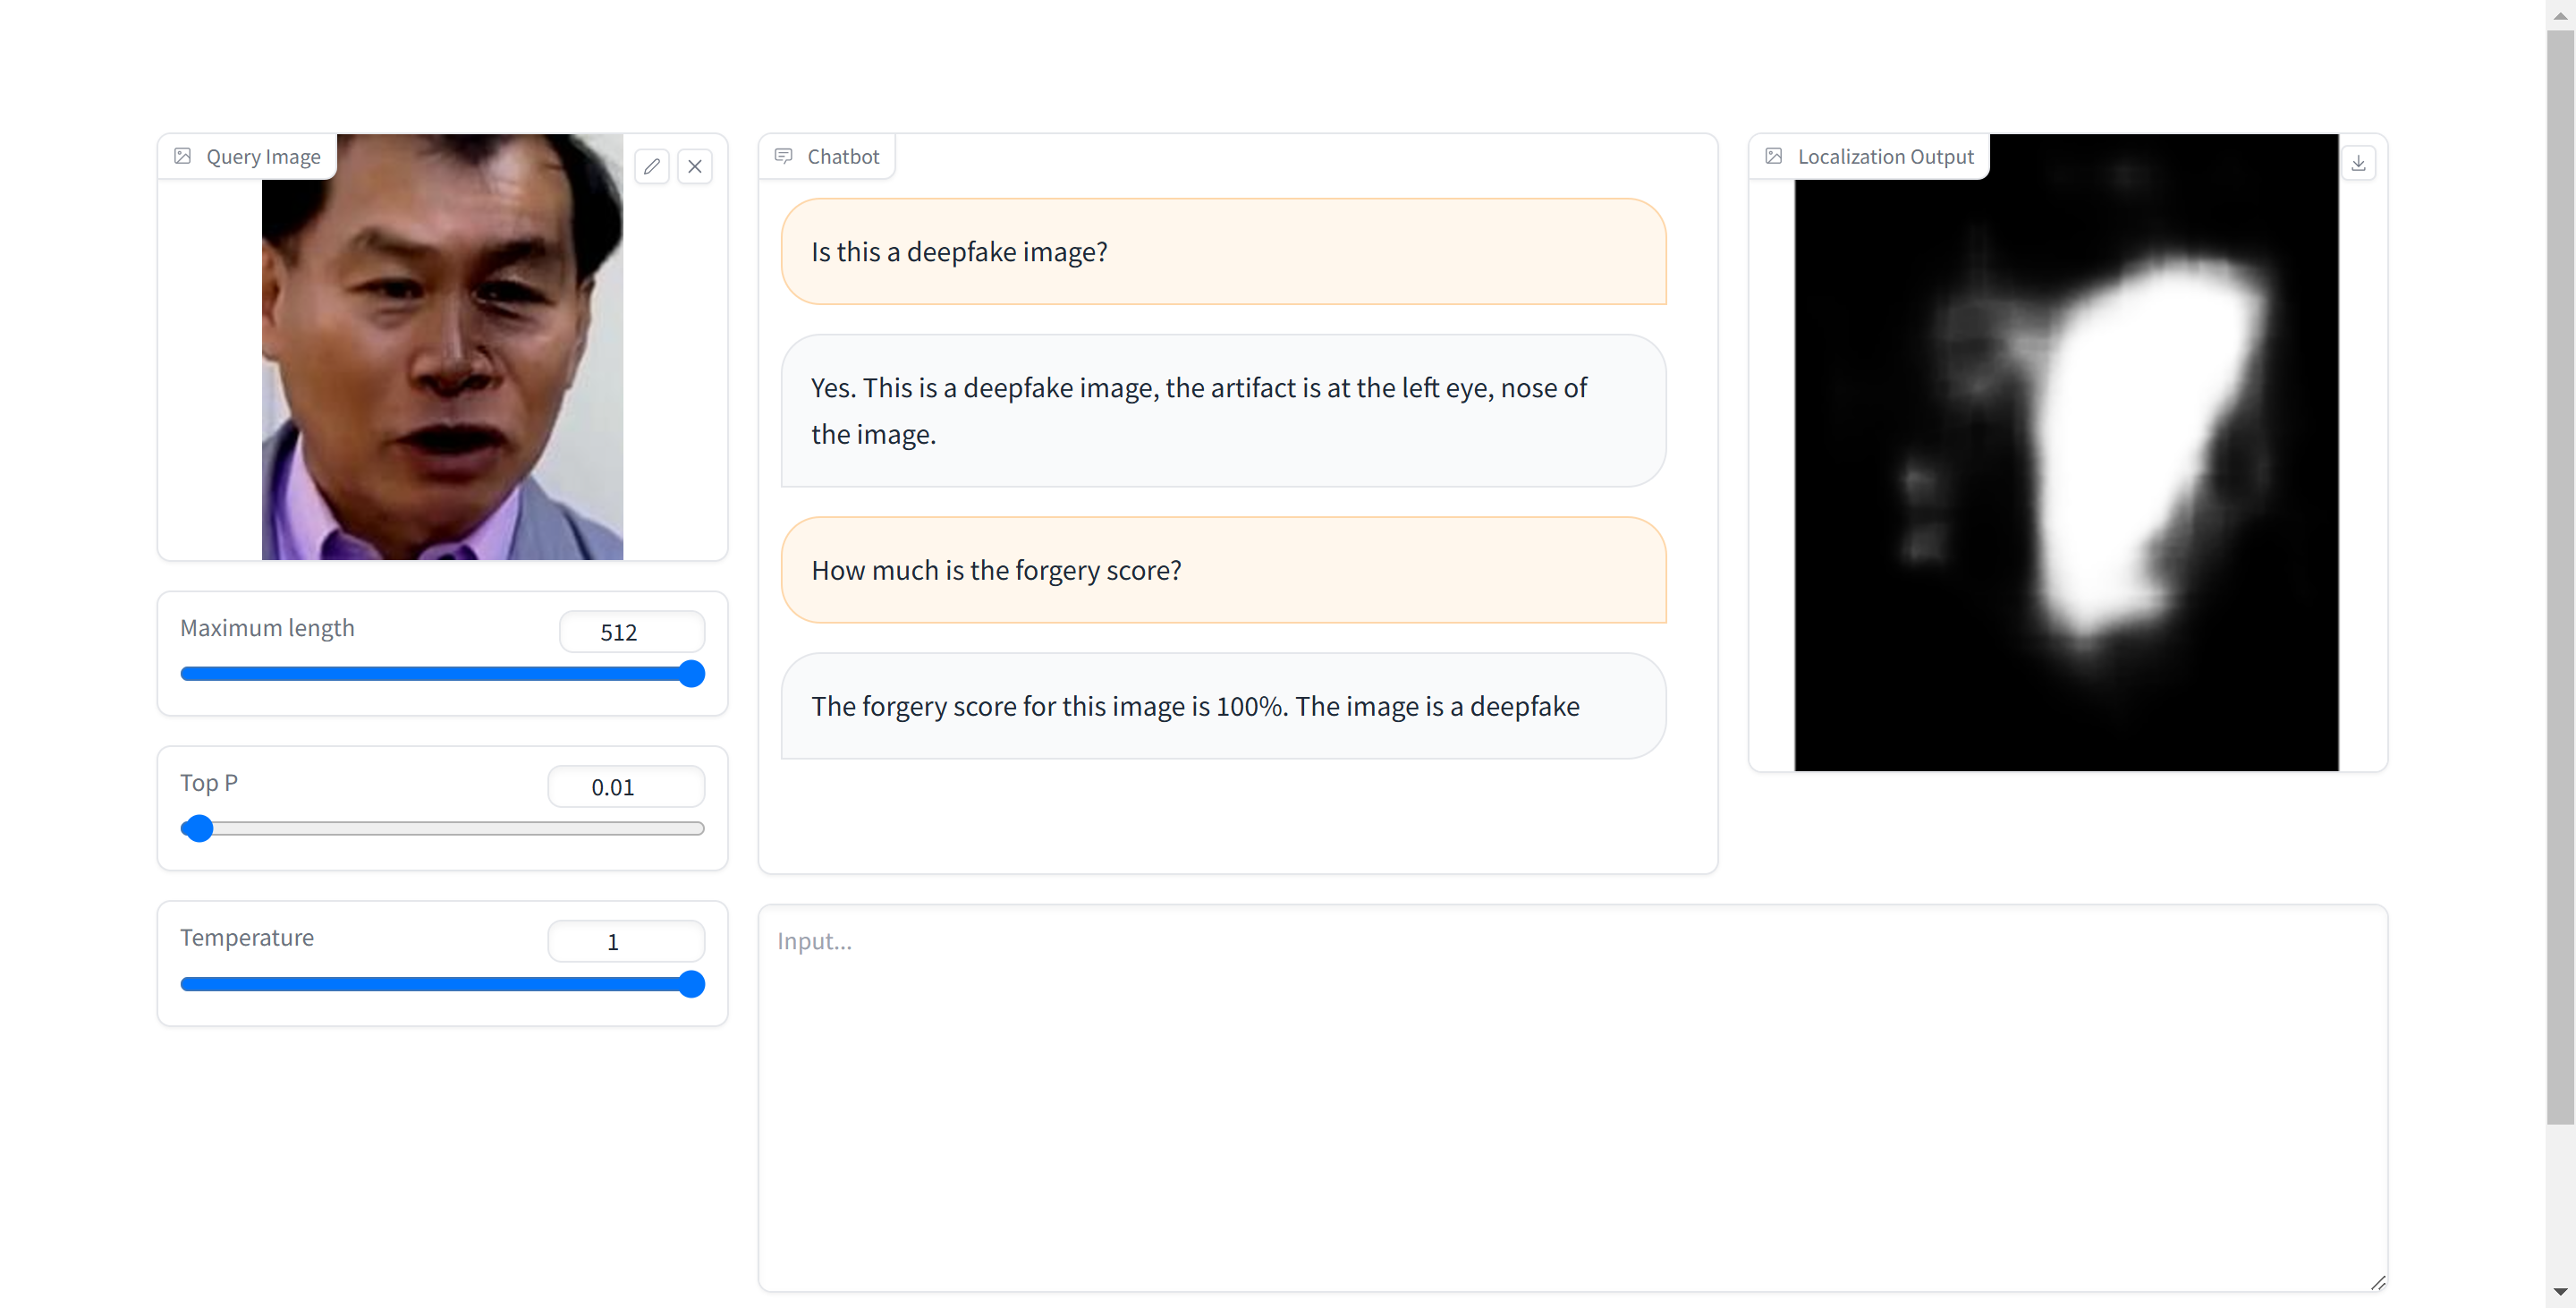 Query Image
Chatbot
Localization Output
Is this a deepfake image?
Yes. This is a deepfake image, the artifact is at the left eye, nose of
the image.
How much is the forgery score?
The forgery score for this image is 100%. The image is a deepfake
Maximum length
512
Top P
0.01
Temperature
1
Input...